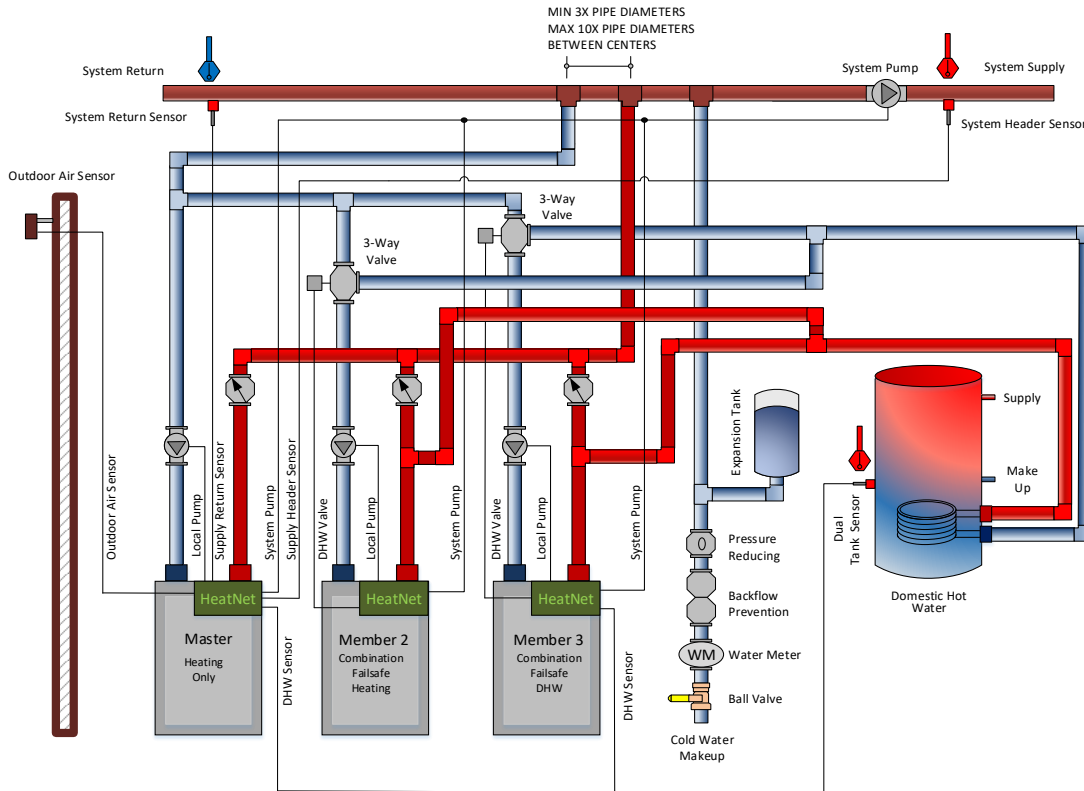 MIN 3X PIPE DIAMETERS
MAX 10X PIPE DIAMETERS
BETWEEN CENTERS
System Return
System Pump
System Supply
System Return Sensor
System Header Sensor
Outdoor Air Sensor
3-Way
Valve
3-Way
Valve
Expansion Tank
Supply
Make
Up
Dual
Tank Sensor
Outdoor Air Sensor
Local Pump
Supply Return Sensor
System Pump
Supply Header Sensor
DHW Valve
Local Pump
System Pump
DHW Valve
Local Pump
System Pump
Pressure
Reducing
Backflow
Prevention
Domestic Hot
Water
HeatNet
HeatNet
HeatNet
Master
Heating
Only
Member 2
Combination
Failsafe
Heating
Member 3
Combination
Failsafe
DHW
DHW Sensor
DHW Sensor
WM
Water Meter
Ball Valve
Cold Water
Makeup